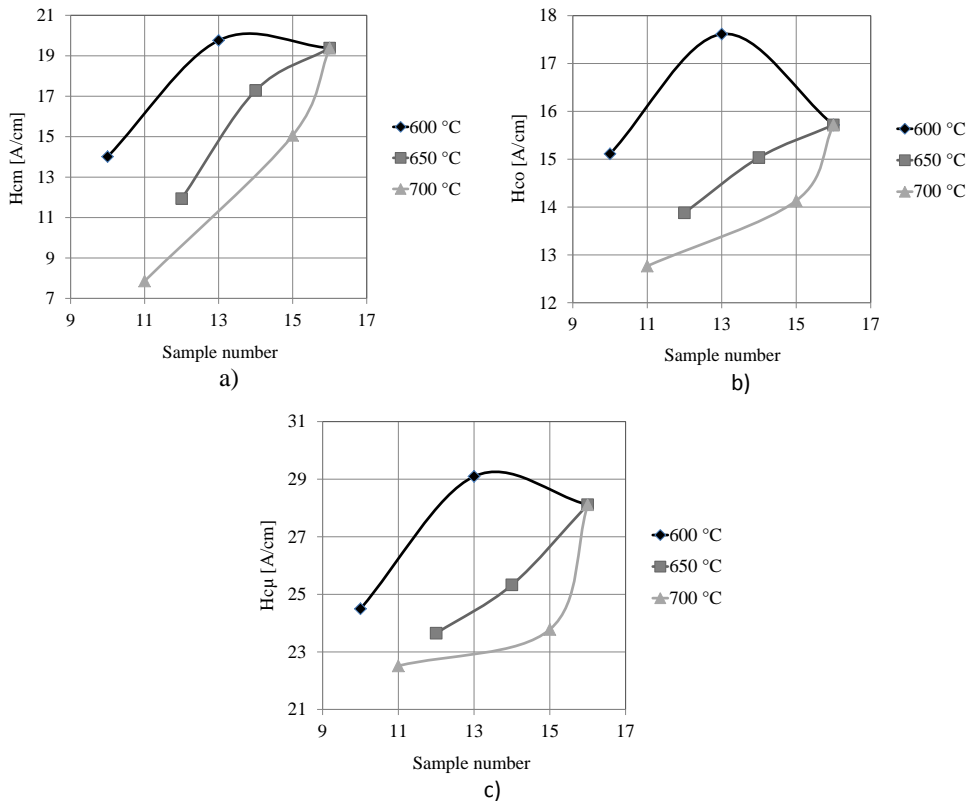 Hcm [A/cm]
21
19
17
15
13
11
9
7
9 11 13 15 17
Sample number
600 °C
650 °C
700 °C
a)
Hco [A/cm]
18
17
16
15
14
13
12
9 11 13 15 17
Sample number
600 °C
650 °C
700 °C
b)
Hcµ [A/cm]
31
29
27
25
23
21
9 11 13 15 17
Sample number
600 °C
650 °C
700 °C
c)